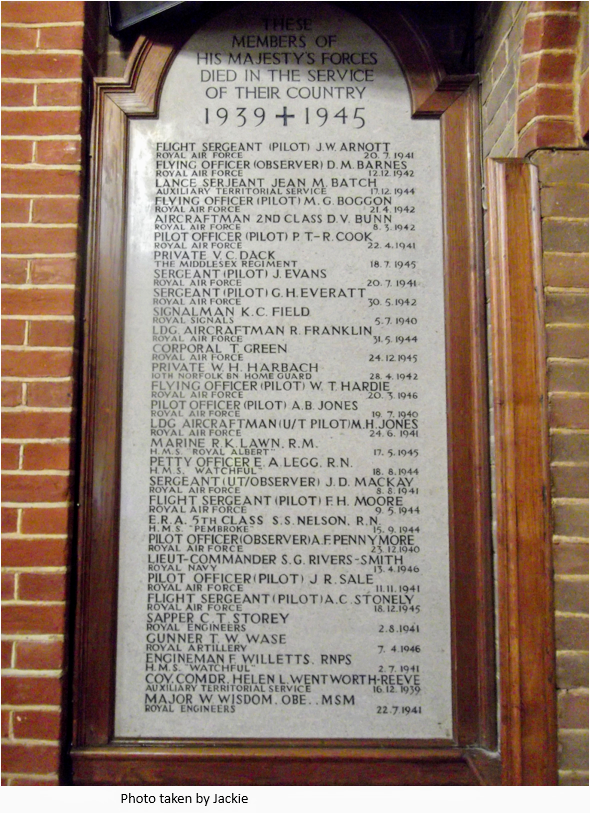 THESE
MEMBERS OF
HIS MAJESTY'S FORCES
DIED IN THE SERVICE
OF THEIR COUNTRY
1939 + 1945
FLIGHT SERGEANT (PILOT) J.W. ARNOTT
ROYAL AIR FORCE 20.7.1941
FLYING OFFICER (OBSERVER) D.M. BARNES
ROYAL AIR FORCE 12.12.1942
LANCE SERJEANT JEAN M. BATCH
AUXILIARY TERRITORIAL SERVICE 17.12.1944
FLYING OFFICER (PILOT) M.G. BOGGON
ROYAL AIR FORCE 21.4.1942
AIRCRAFTMAN 2ND CLASS D.V. BUNN
ROYAL AIR FORCE 8.3.1942
PILOT OFFICER (PILOT) P.T-R. COOK
ROYAL AIR FORCE 22.4.1941
PRIVATE V.C. DACK
THE MIDDLESEX REGIMENT 18.7.1945
SERGEANT (PILOT) J. EVANS
ROYAL AIR FORCE 20.7.1941
SERGEANT (PILOT) G.H. EVERATT
ROYAL AIR FORCE 30.5.1942
SIGNALMAN K.C. FIELD
ROYAL SIGNALS 5.7.1940
LDG. AIRCRAFTMAN R. FRANKLIN
ROYAL AIR FORCE 31.5.1944
CORPORAL T. GREEN
ROYAL AIR FORCE 24.12.1945
PRIVATE W.H. HARBACH
10TH NORFOLK BN HOME GUARD 28.4.1942
FLYING OFFICER (PILOT) W.T. HARDIE
ROYAL AIR FORCE 20.3.1946
PILOT OFFICER (PILOT) A.B. JONES
ROYAL AIR FORCE 19.7.1940
LDG AIRCRAFTMAN (U/T PILOT) M.H. JONES
ROYAL AIR FORCE 24.6.1941
MARINE R.K. LAWN. R.M.
H.M.S. "ROYAL ALBERT" 17.5.1945
PETTY OFFICER E.A. LEGG. R.N.
H.M.S. "WATCHFUL" 18.8.1944
SERGEANT (UT/OBSERVER) J.D. MACKAY
ROYAL AIR FORCE 8.8.1941
FLIGHT SERGEANT (PILOT) F.H. MOORE
ROYAL AIR FORCE 9.5.1944
E.R.A. 5TH CLASS S.S. NELSON. R.N.
H.M.S. "PEMBROKE" 15.9.1944
PILOT OFFICER (OBSERVER) A.F. PENNYMORE
ROYAL AIR FORCE 23.12.1940
LIEUT-COMMANDER S.G. RIVERS-SMITH
ROYAL NAVY 13.4.1946
PILOT OFFICER (PILOT) J.R. SALE
ROYAL AIR FORCE 11.11.1941
FLIGHT SERGEANT (PILOT) A.C. STONELY
ROYAL AIR FORCE 18.12.1945
SAPPER C.T. STOREY
ROYAL ENGINEERS 2.8.1941
GUNNER T.W. WASE
ROYAL ARTILLERY 7.4.1946
ENGINEMAN F. WILLETTS. RNPS
H.M.S. "WATCHFUL" 2.7.1941
COY. COMDR. HELEN L. WENTWORTH-REEVE
AUXILIARY TERRITORIAL SERVICE 16.12.1939
MAJOR W WISDOM. OBE.. MSM
ROYAL ENGINEERS 22.7.1941
Photo taken by Jackie